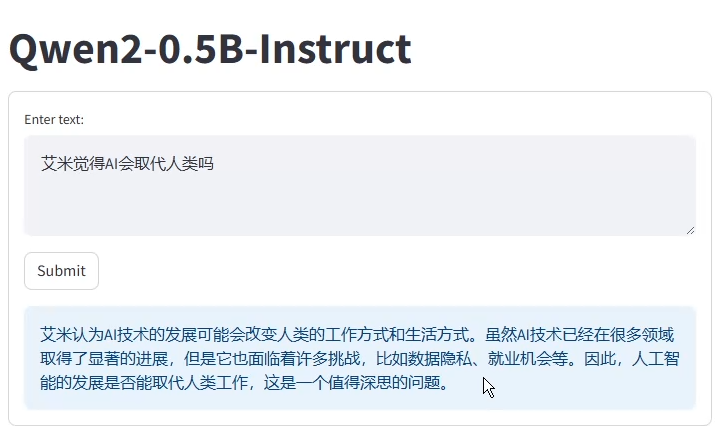 Qwen2-0.5B-Instruct
Enter text:
艾米觉得AI会取代人类吗
Submit
艾米认为AI技术的发展可能会改变人类的工作方式和生活方式。虽然AI技术已经在很多领域
取得了显著的进展，但是它也面临着许多挑战，比如数据隐私、就业机会等。因此，人工智
能的发展是否能取代人类工作，这是一个值得深思的问题。